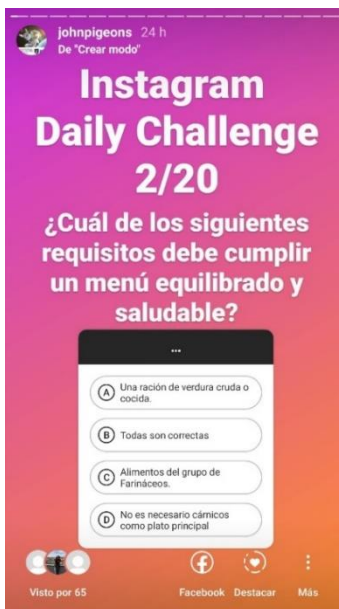 johnpigeons 24 h
De "Crear modo"
Instagram
Daily Challenge
2/20
¿Cuál de los siguientes
requisitos debe cumplir
un menú equilibrado y
saludable?
...
A Una ración de verdura cruda o
cocida.
B Todas son correctas
C Alimentos del grupo de
Farináceos.
D No es necesario cárnicos
como plato principal
Visto por 65 Facebook Destacar Más